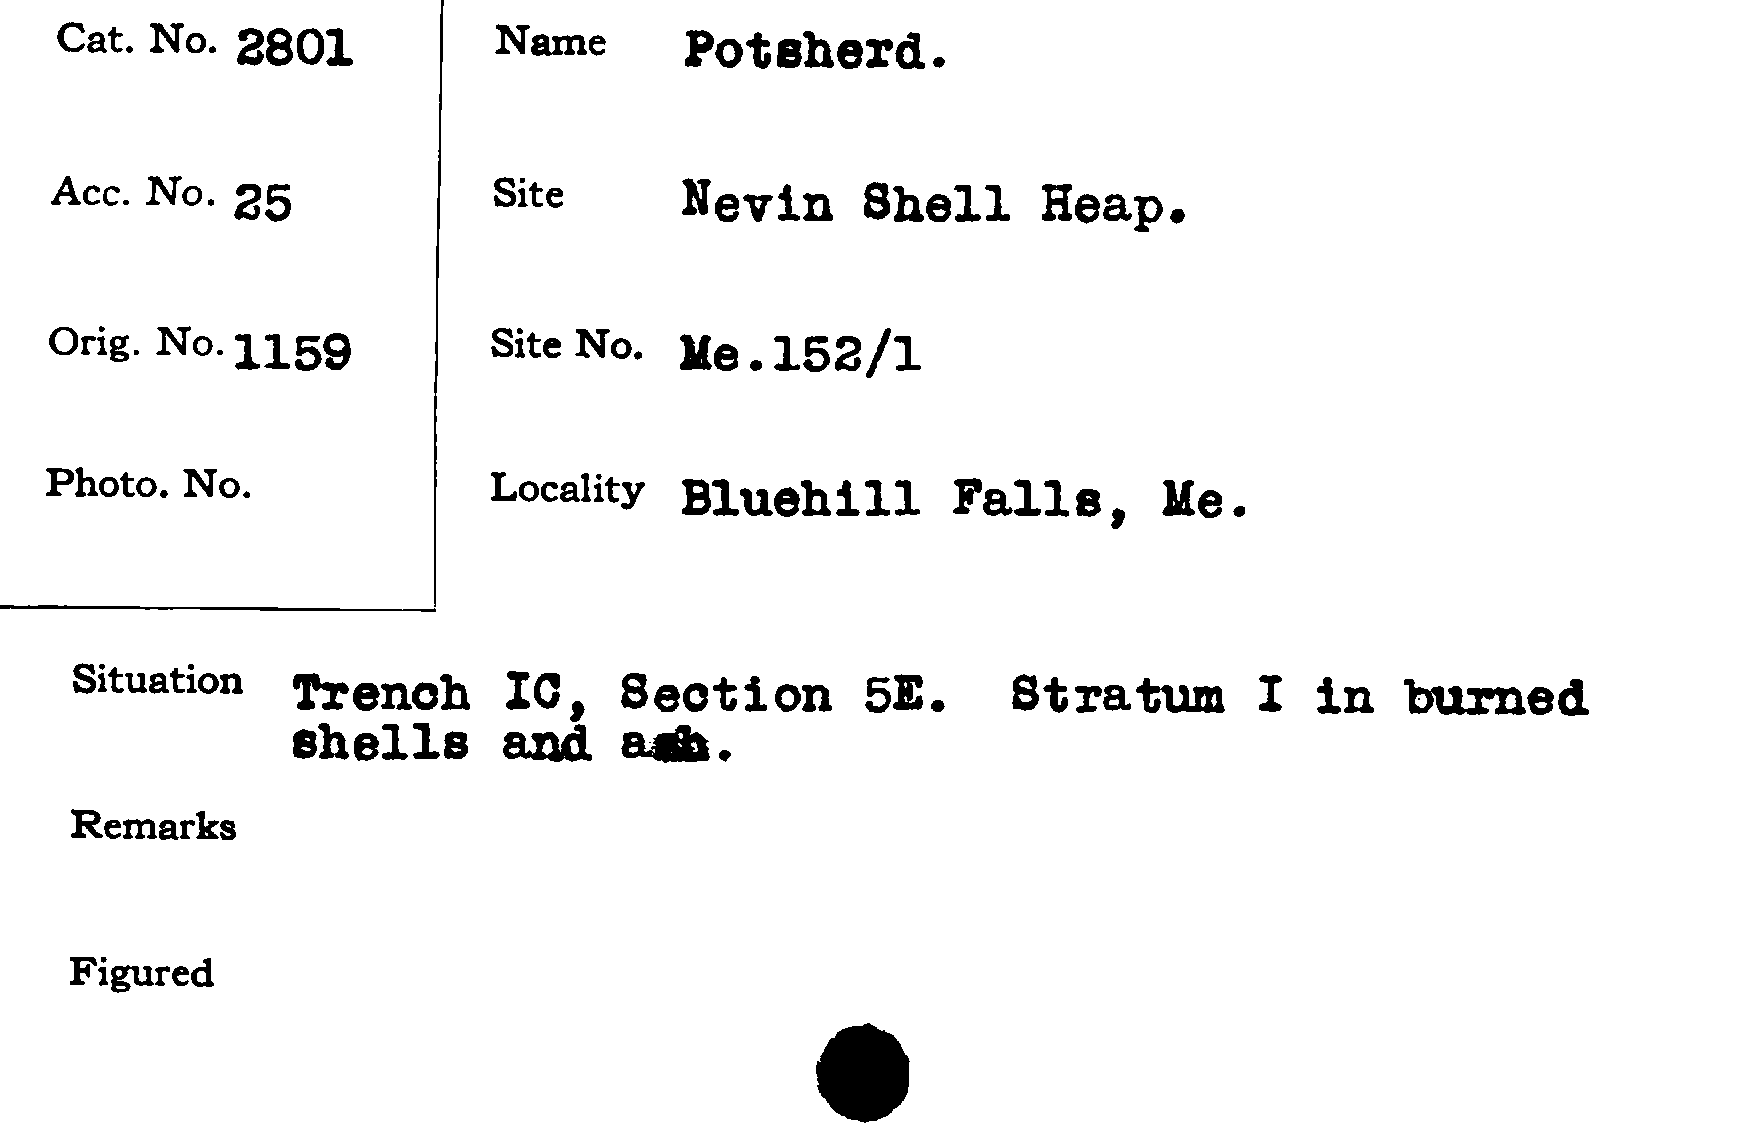 Cat. No. 2801
Name Potsherd.
Acc. No. 25
Site Nevin Shell Heap.
Orig. No. 1159
Site No. Me.152/1
Photo. No.
Locality Bluehill Falls, Me.
Situation Trench IC, Section 5E. Stratum I in burned
shells and ash.
Remarks
Figured